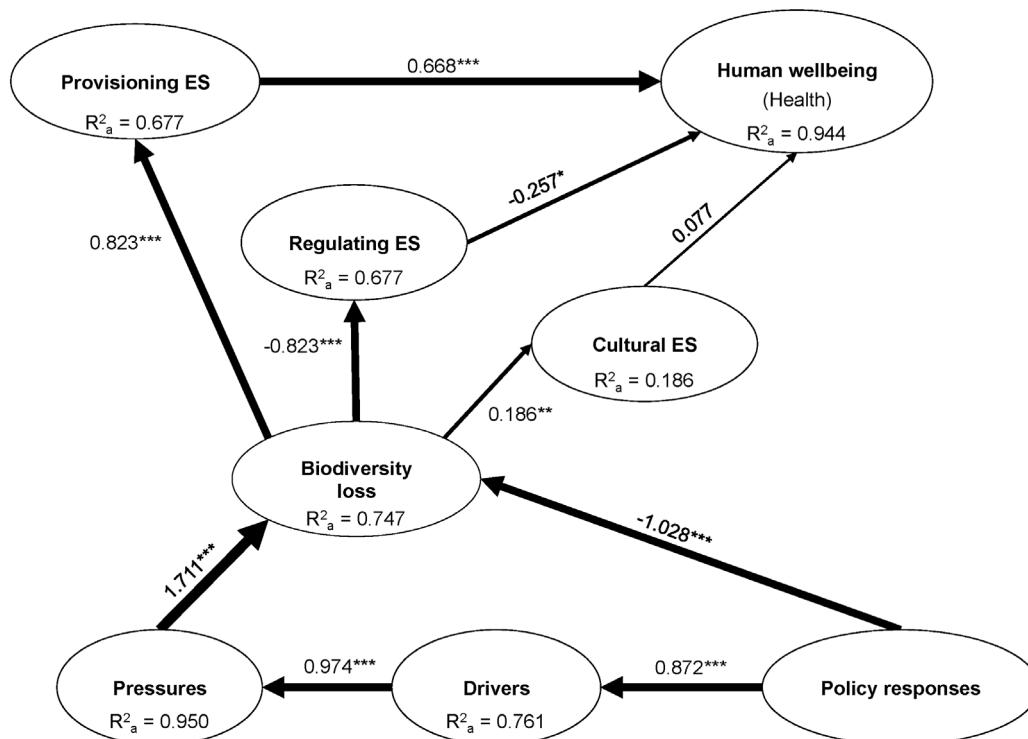 Provisioning ES
R²ₐ = 0.677
0.668***
Human wellbeing
(Health)
R²ₐ = 0.944
0.823***
-0.257*
0.077
Regulating ES
R²ₐ = 0.677
-0.823***
Cultural ES
R²ₐ = 0.186
0.186**
Biodiversity
loss
R²ₐ = 0.747
-1.028***
1.711***
Pressures
R²ₐ = 0.950
0.974***
Drivers
R²ₐ = 0.761
0.872***
Policy responses